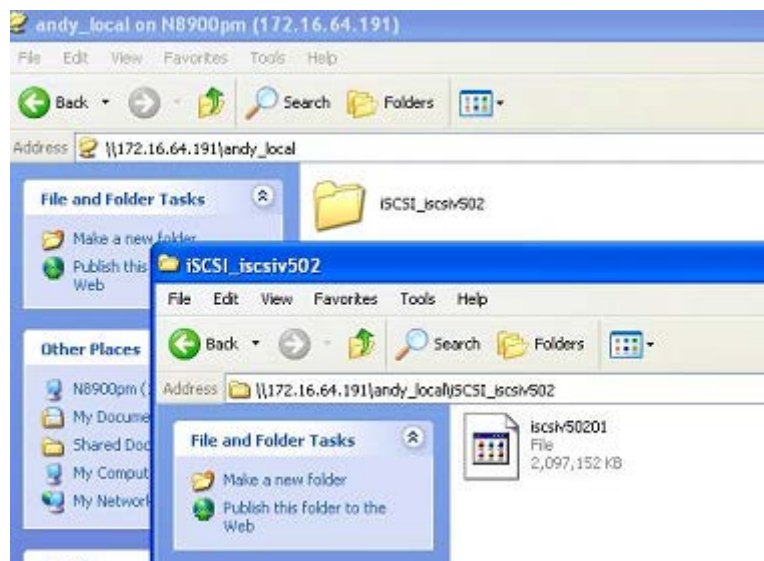 andy_local on N8900pm (172.16.64.191)
File Edit View Favorites Tools Help
Back Search Folders
Address \\172.16.64.191\andy_local
File and Folder Tasks
Make a new folder
Publish this
Web
iSCSI_iscsiv502
Other Places
N8900pm (
My Docume
Shared Doc
My Comput
My Network
iSCSI_iscsiv502
File Edit View Favorites Tools Help
Back Search Folders
Address \\172.16.64.191\andy_local\iSCSI_iscsiv502
File and Folder Tasks
Make a new folder
Publish this folder to the
Web
iscsiv50201
File
2,097,152 KB